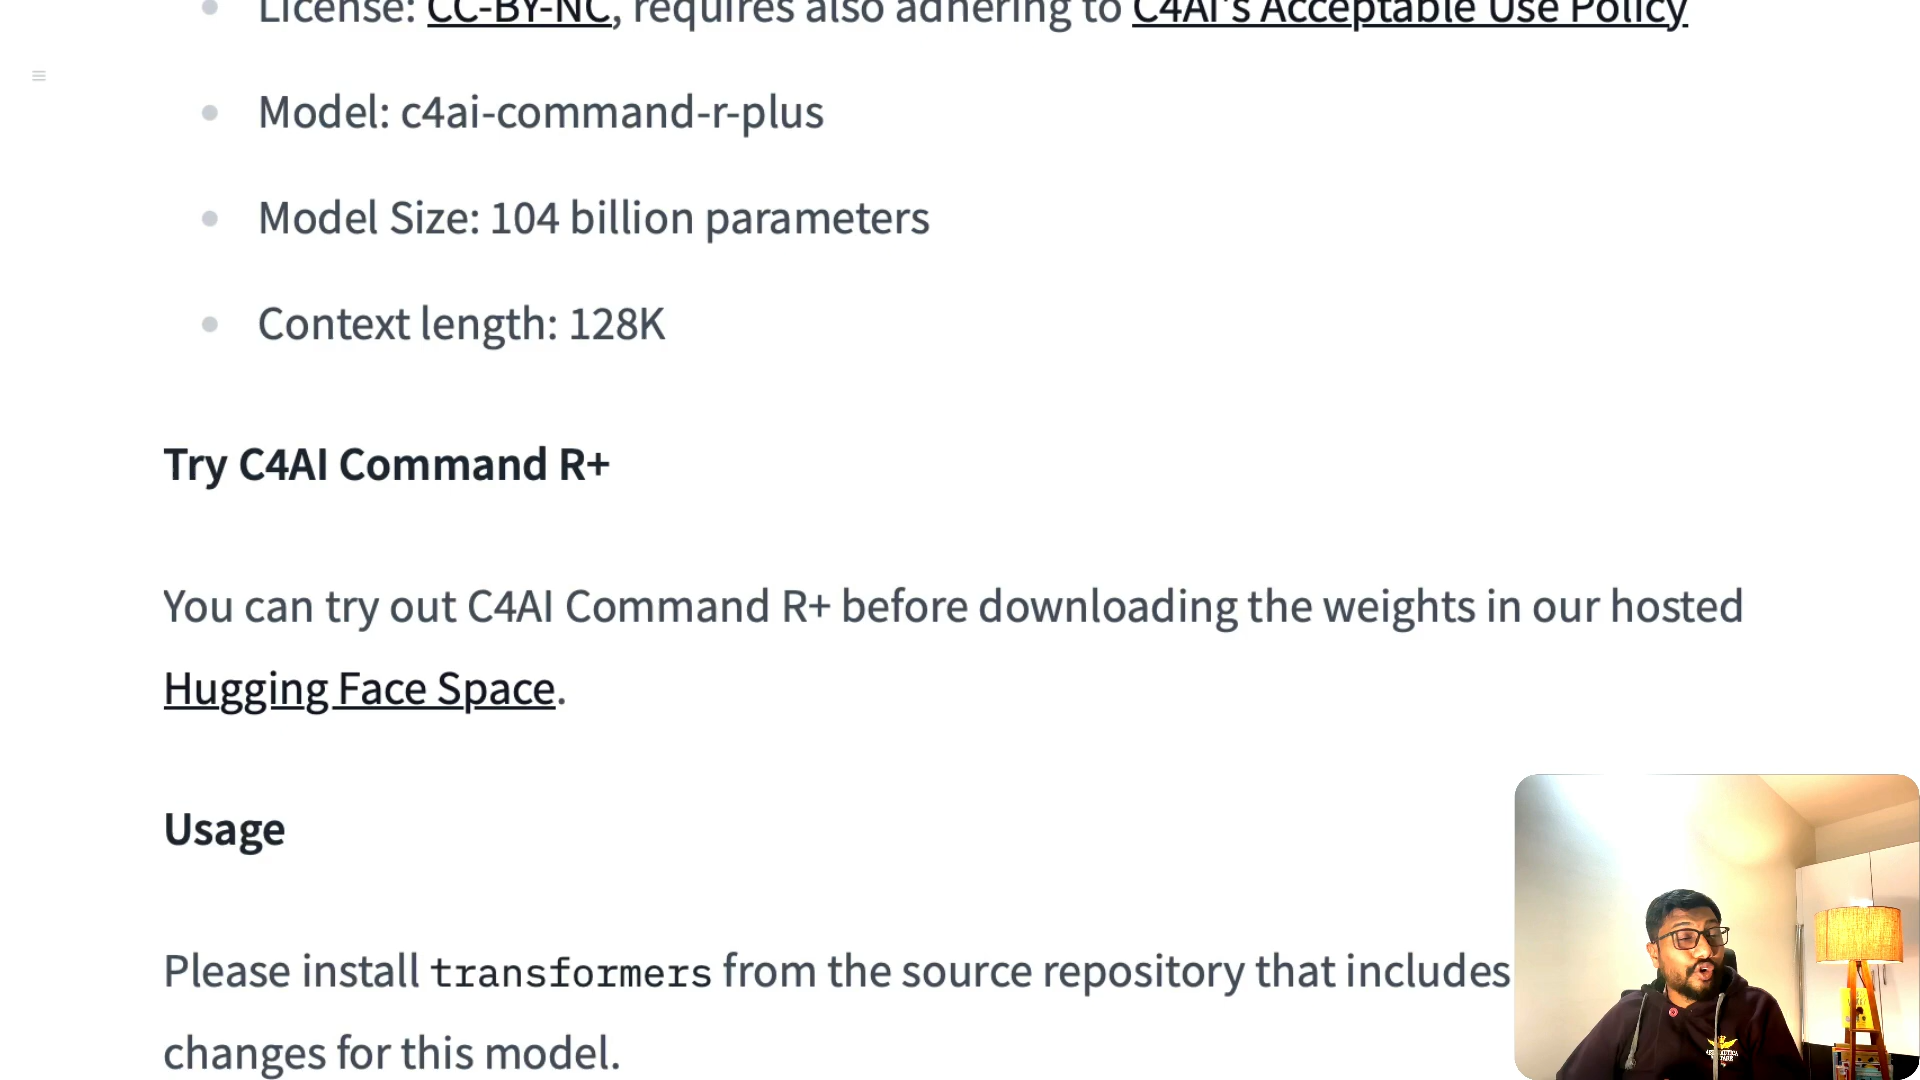 License: CC-BY-NC, requires also adhering to C4AI's Acceptable Use Policy
Model: c4ai-command-r-plus
Model Size: 104 billion parameters
Context length: 128K
Try C4AI Command R+
You can try out C4AI Command R+ before downloading the weights in our hosted
Hugging Face Space.
Usage
Please install transformers from the source repository that includes
changes for this model.